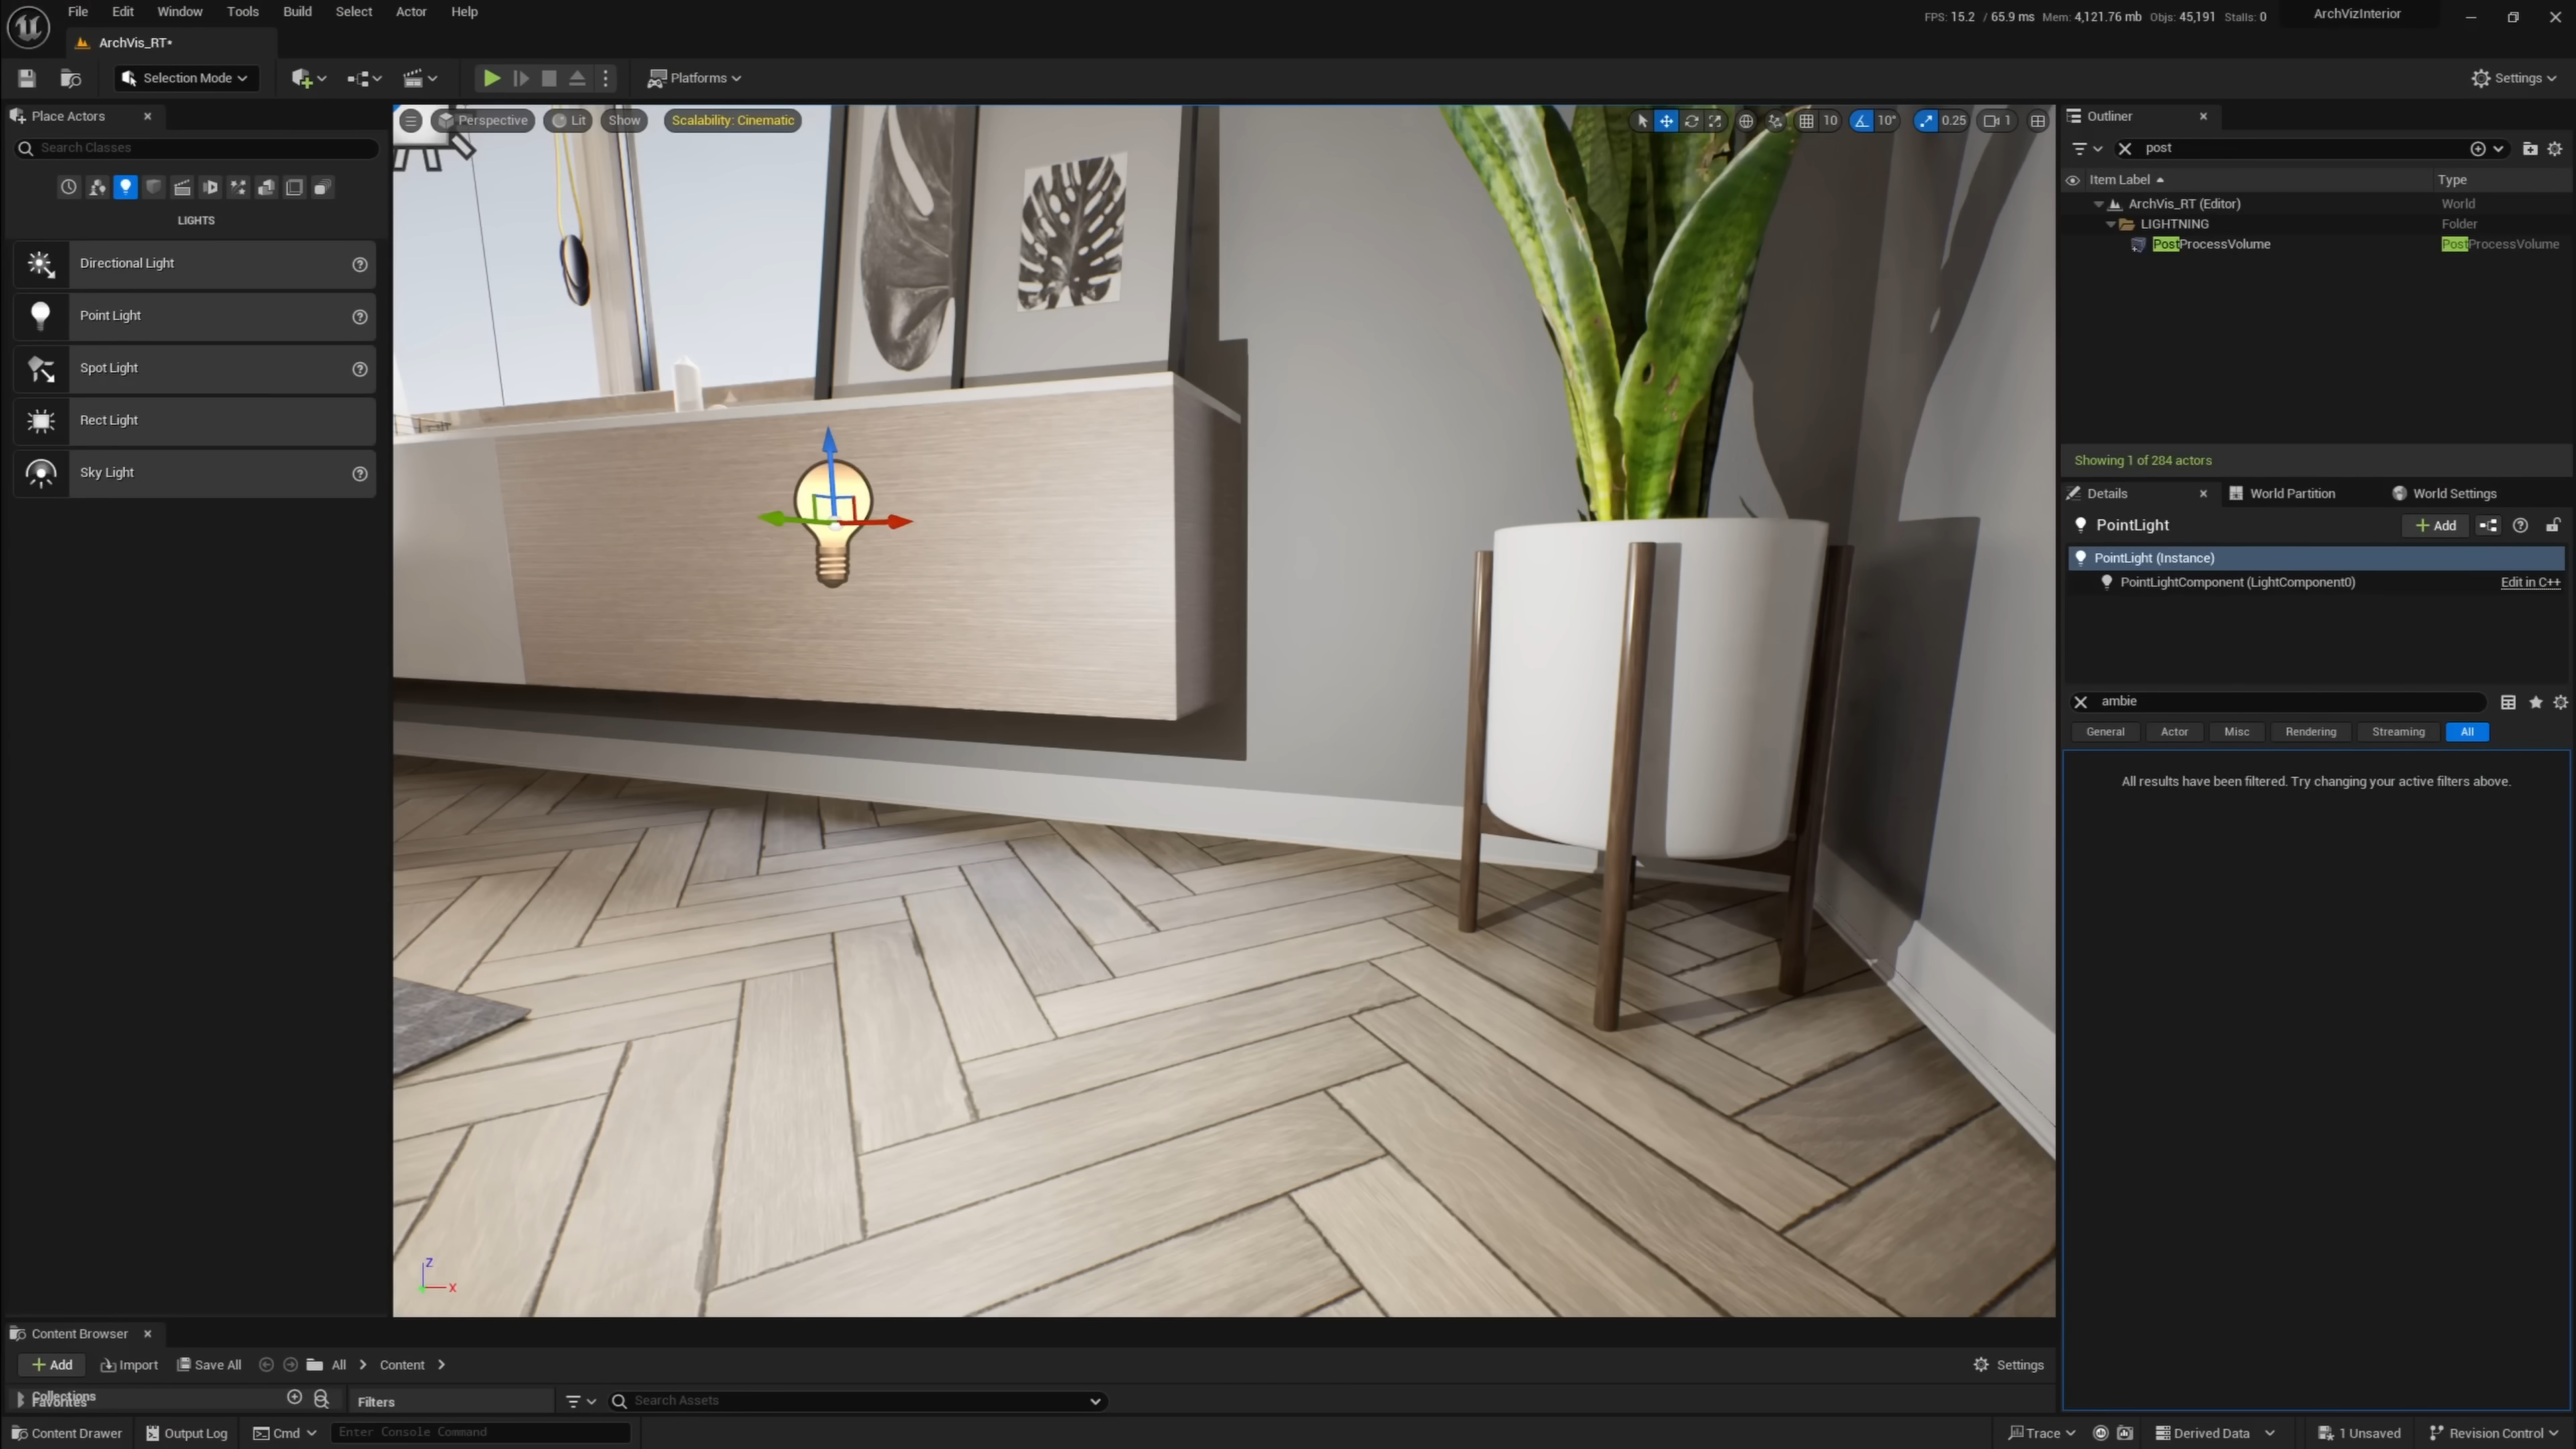 File Edit Window Tools Build Select Actor Help
FPS: 15.2 / 65.9 ms Mem: 4,121.76 mb Objs: 45,191 Stalls: 0
ArchVizInterior
ArchVis_RT•
Selection Mode
Platforms
Settings
Place Actors
Search Classes
LIGHTS
Directional Light
Point Light
Spot Light
Rect Light
Sky Light
Perspective Lit Show Scalability: Cinematic
10 10° 0.25 1
Z
X
Outliner
post
Item Label Type
ArchVis_RT (Editor) World
LIGHTNING Folder
PostProcessVolume PostProcessVolume
Showing 1 of 284 actors
Details World Partition World Settings
PointLight + Add
PointLight (Instance)
PointLightComponent (LightComponent0) Edit in C++
ambie
General Actor Misc Rendering Streaming All
All results have been filtered. Try changing your active filters above.
Content Browser
+ Add Import Save All All Content Settings
Collections
Favorites
Filters
Search Assets
Content Drawer Output Log Cmd Enter Console Command
Trace Derived Data 1 Unsaved Revision Control